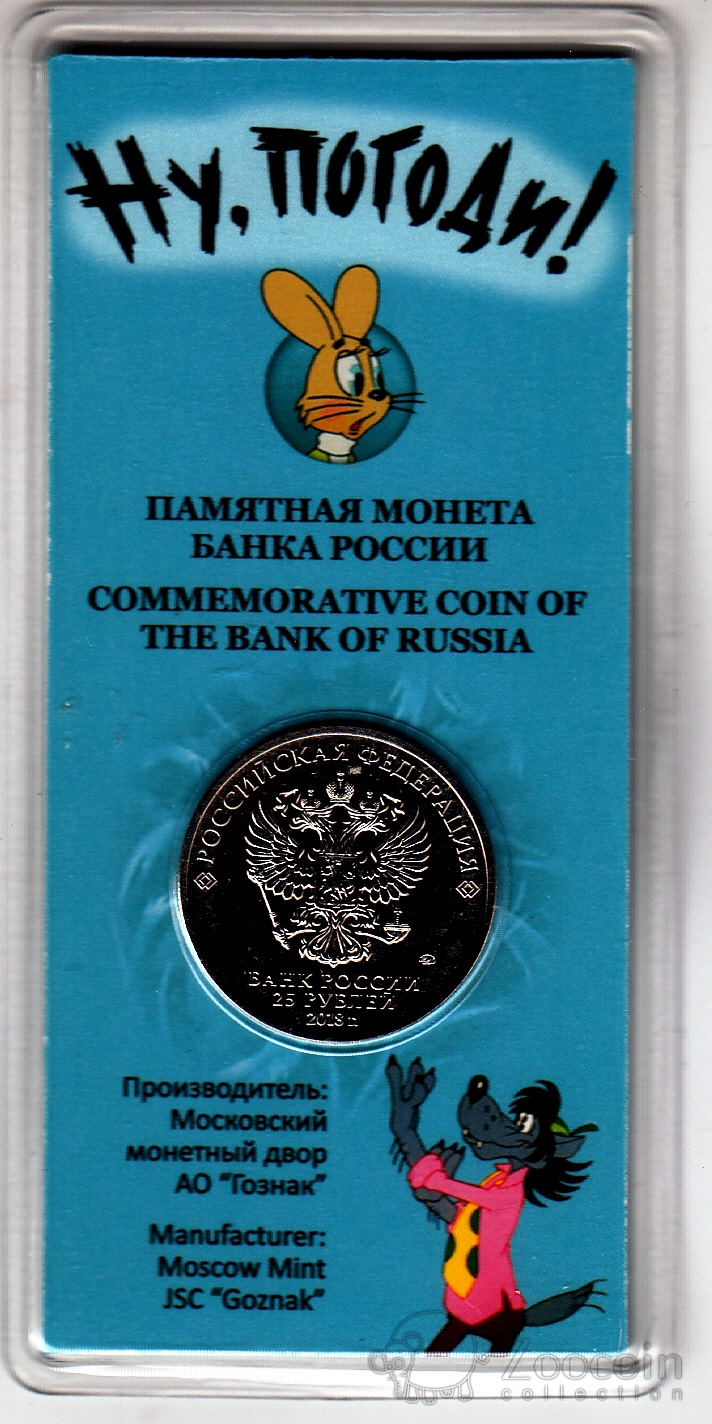 Ну, погоди!
ПАМЯТНАЯ МОНЕТА
БАНКА РОССИИ
COMMEMORATIVE COIN OF
THE BANK OF RUSSIA
РОССИЙСКАЯ ФЕДЕРАЦИЯ
БАНК РОССИИ
25 РУБЛЕЙ
2018 г.
Производитель:
Московский
монетный двор
АО "Гознак"
Manufacturer:
Moscow Mint
JSC "Goznak"
Zoocoin
collection